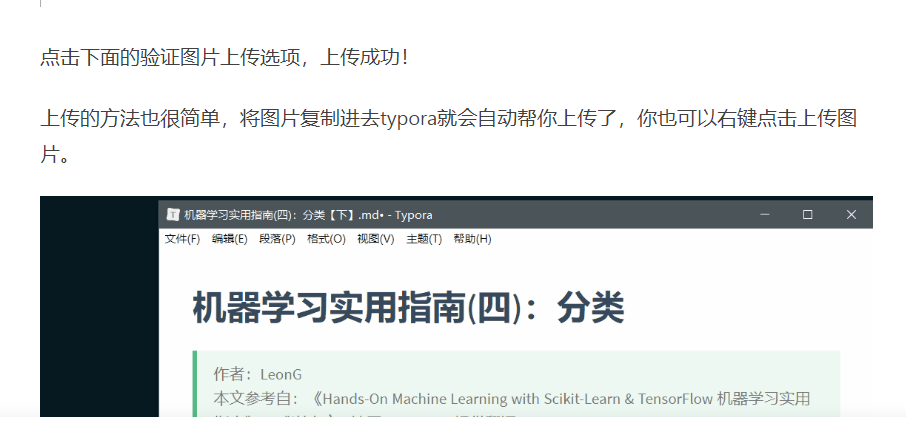 点击下面的验证图片上传选项，上传成功！
上传的方法也很简单，将图片复制进去typora就会自动帮你上传了，你也可以右键点击上传图
片。
机器学习实用指南(四)：分类【下】.md• - Typora
文件(F) 编辑(E) 段落(P) 格式(O) 视图(V) 主题(T) 帮助(H)
机器学习实用指南(四)：分类
作者：LeonG
本文参考自：《Hands-On Machine Learning with Scikit-Learn & TensorFlow 机器学习实用